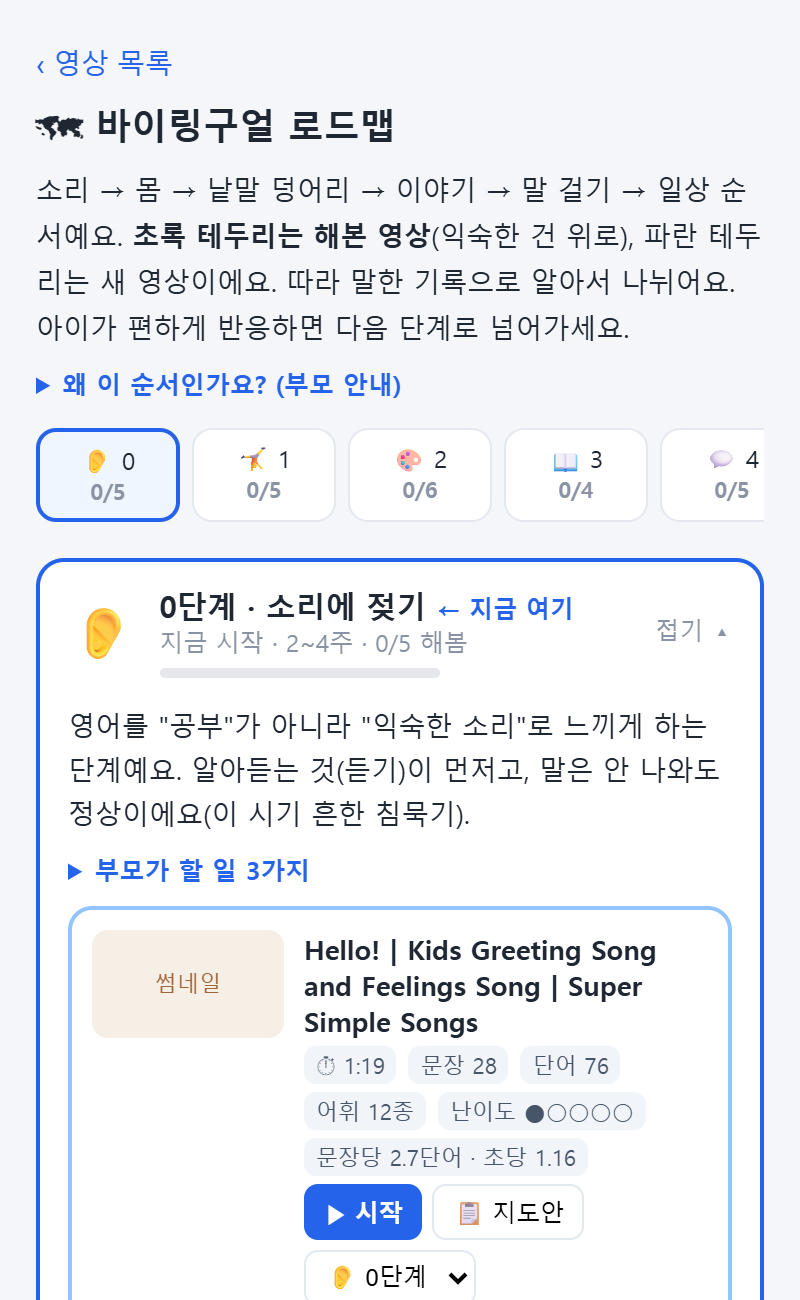 ‹ 영상 목록
🗺 바이링구얼 로드맵
소리 → 몸 → 낱말 덩어리 → 이야기 → 말 걸기 → 일상 순
서예요. 초록 테두리는 해본 영상(익숙한 건 위로), 파란 테두
리는 새 영상이에요. 따라 말한 기록으로 알아서 나뉘어요.
아이가 편하게 반응하면 다음 단계로 넘어가세요.
▶ 왜 이 순서인가요? (부모 안내)
👂 0 🤸 1 🎨 2 📖 3 💬 4
0/5 0/5 0/6 0/4 0/5
0단계 · 소리에 젖기 ← 지금 여기
지금 시작 · 2~4주 · 0/5 해봄
접기 ▲
영어를 "공부"가 아니라 "익숙한 소리"로 느끼게 하는
단계예요. 알아듣는 것(듣기)이 먼저고, 말은 안 나와도
정상이에요(이 시기 흔한 침묵기).
▶ 부모가 할 일 3가지
썸네일
Hello! | Kids Greeting Song
and Feelings Song | Super
Simple Songs
⏱ 1:19 문장 28 단어 76
어휘 12종 난이도 ●○○○○
문장당 2.7단어 · 초당 1.16
▶ 시작 📋 지도안
👂 0단계